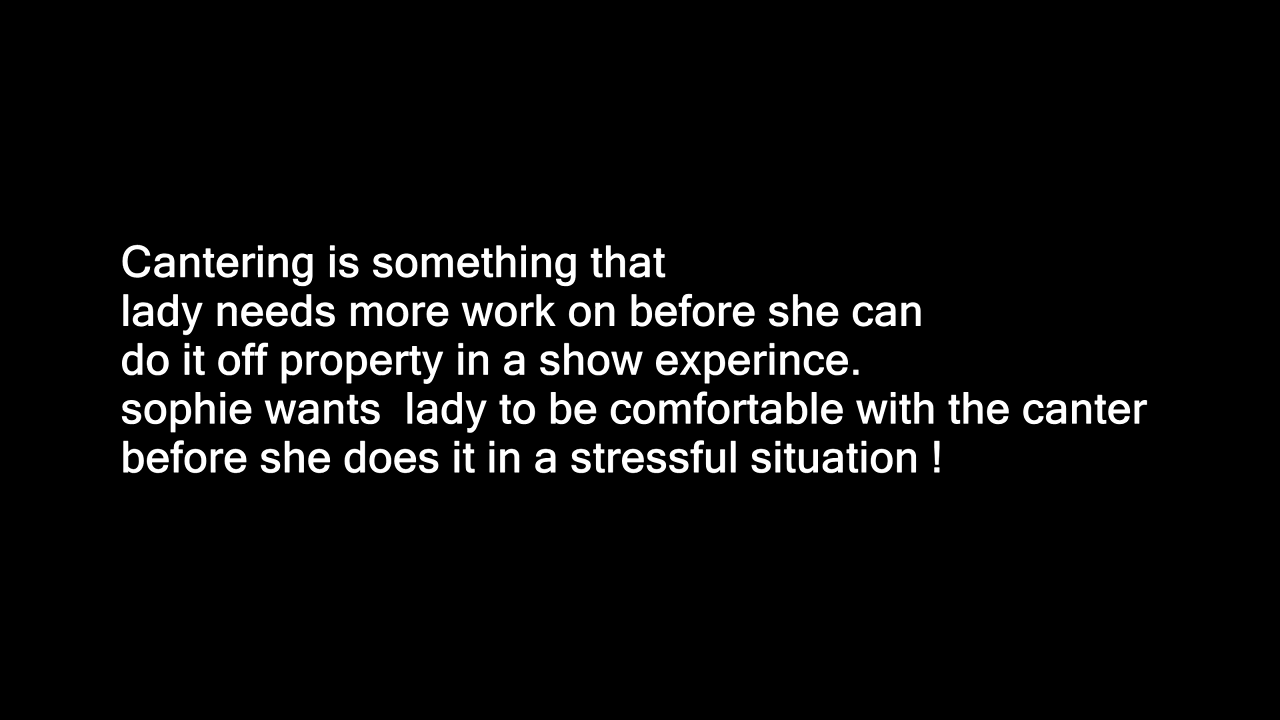 Cantering is something that
lady needs more work on before she can
do it off property in a show experince.
sophie wants  lady to be comfortable with the canter
before she does it in a stressful situation !